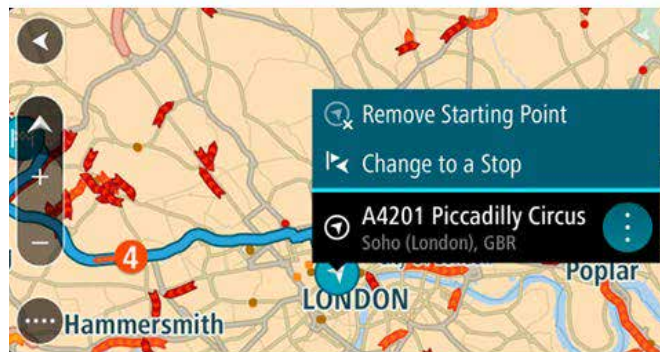 Remove Starting Point
Change to a Stop
A4201 Piccadilly Circus
Soho (London), GBR
4
Poplar
LONDON
Hammersmith